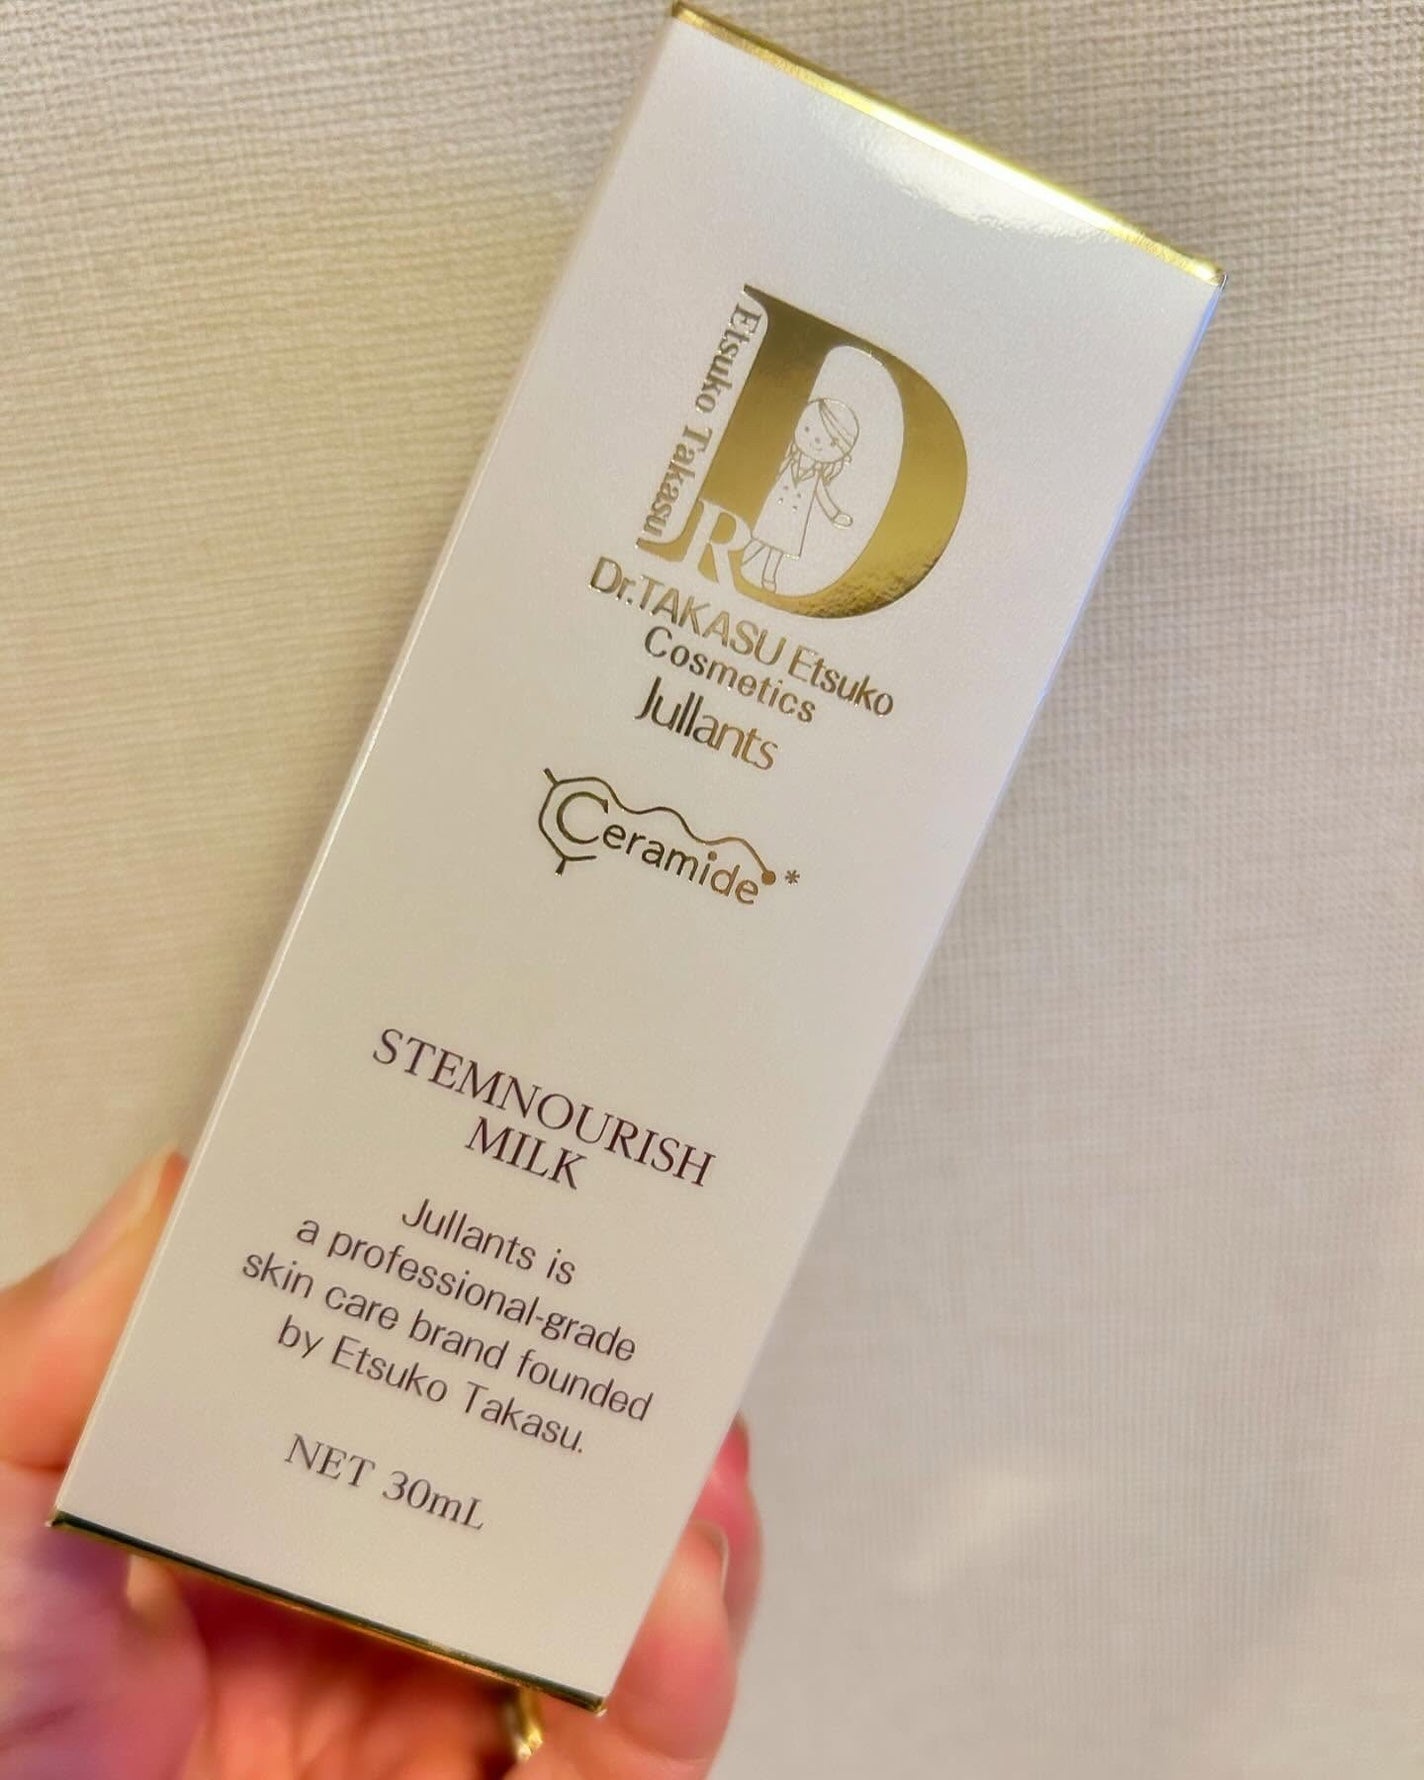 Etsuko Takasu
DR
Dr.TAKASU Etsuko
Cosmetics
Jullants
Ceramide*
STEMNOURISH
MILK
Jullants is
a professional-grade
skin care brand founded
by Etsuko Takasu.
NET 30mL